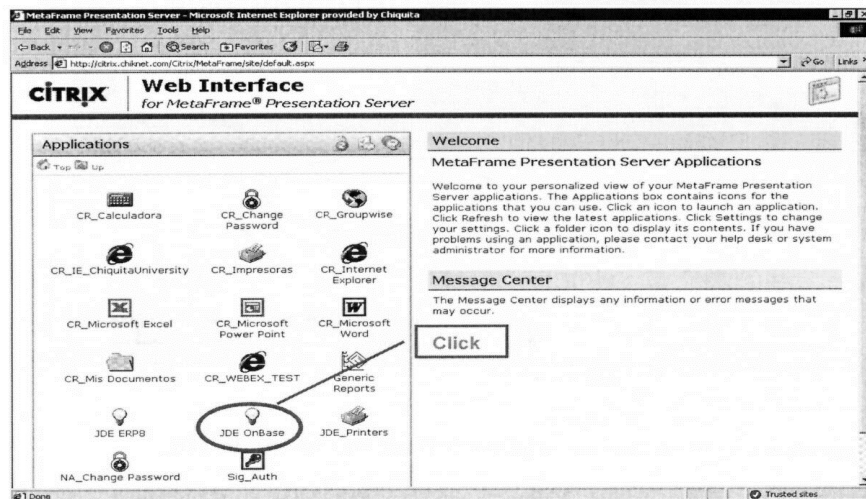 MetaFrame Presentation Server - Microsoft Internet Explorer provided by Chiquita
File Edit View Favorites Tools Help
Back Search Favorites
Address http://citrix.chiknet.com/Citrix/MetaFrame/site/default.aspx Go Links
CITRIX Web Interface
for MetaFrame® Presentation Server
Applications
Top Up
CR_Calculadora CR_Change Password CR_Groupwise
CR_IE_ChiquitaUniversity CR_Impresoras CR_Internet Explorer
CR_Microsoft Excel CR_Microsoft Power Point CR_Microsoft Word
CR_Mis Documentos CR_WEBEX_TEST Generic Reports
JDE ERP8 JDE OnBase JDE_Printers
NA_Change Password Sig_Auth
Welcome
MetaFrame Presentation Server Applications
Welcome to your personalized view of your MetaFrame Presentation
Server applications. The Applications box contains icons for the
applications that you can use. Click an icon to launch an application.
Click Refresh to view the latest applications. Click Settings to change
your settings. Click a folder icon to display its contents. If you have
problems using an application, please contact your help desk or system
administrator for more information.
Message Center
The Message Center displays any information or error messages that
may occur.
Click
Done Trusted sites